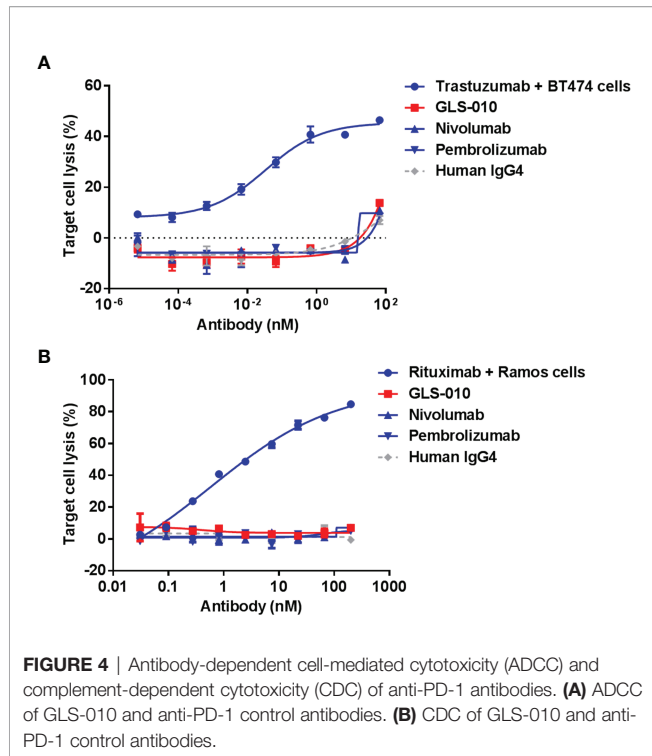 A
60
40
20
0
-20
Target cell lysis (%)
10-6
10-4
10-2
100
102
Antibody (nM)
Trastuzumab + BT474 cells
GLS-010
Nivolumab
Pembrolizumab
Human IgG4
B
100
80
60
40
20
0
-20
Target cell lysis (%)
0.01
0.1
1
10
100
1000
Antibody (nM)
Rituximab + Ramos cells
GLS-010
Nivolumab
Pembrolizumab
Human IgG4
FIGURE 4 | Antibody-dependent cell-mediated cytotoxicity (ADCC) and
complement-dependent cytotoxicity (CDC) of anti-PD-1 antibodies. (A) ADCC
of GLS-010 and anti-PD-1 control antibodies. (B) CDC of GLS-010 and anti-
PD-1 control antibodies.